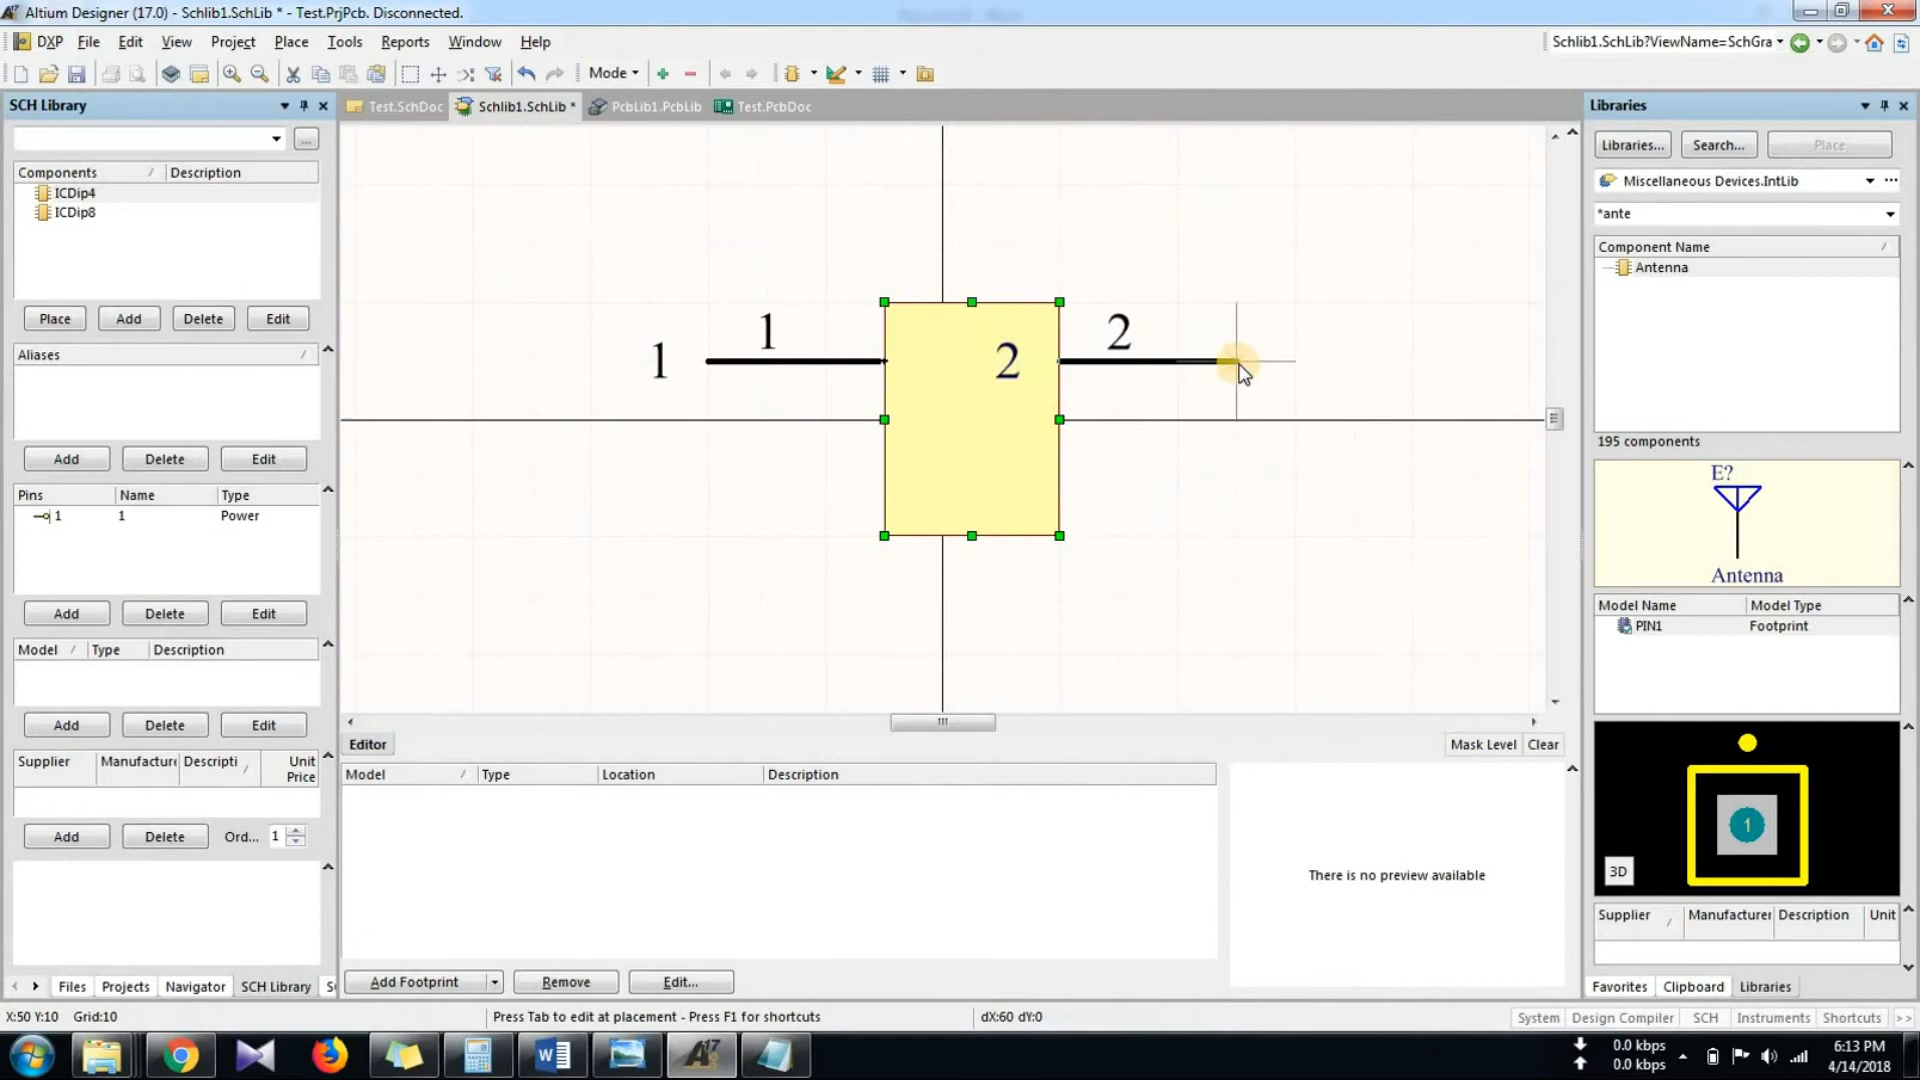 Altium Designer (17.0) - Schlib1.SchLib * - Test.PrjPcb. Disconnected.
DXP File Edit View Project Place Tools Reports Window Help
Schlib1.SchLib?ViewName=SchGra
Mode
SCH Library
Test.SchDoc Schlib1.SchLib * PcbLib1.PcbLib Test.PcbDoc
Libraries
...
Libraries... Search... Place
Components / Description
Miscellaneous Devices.IntLib ...
ICDip4
ICDip8
*ante
Component Name /
Antenna
Place Add Delete Edit
1 2
1 2
Aliases /
Add Delete Edit
195 components
Pins Name Type
1 1 Power
E?
Antenna
Add Delete Edit
Model Name Model Type
PIN1 Footprint
Model / Type Description
Add Delete Edit
Editor
Mask Level Clear
Supplier Manufacture Descripti / Unit Price
Model / Type Location Description
Add Delete Ord... 1
1
3D
There is no preview available
Supplier / Manufacturer Description Unit
Add Footprint Remove Edit...
Files Projects Navigator SCH Library
Favorites Clipboard Libraries
X:50 Y:10 Grid:10
Press Tab to edit at placement - Press F1 for shortcuts
dX:60 dY:0
System Design Compiler SCH Instruments Shortcuts >>
0.0 kbps
0.0 kbps
6:13 PM
4/14/2018